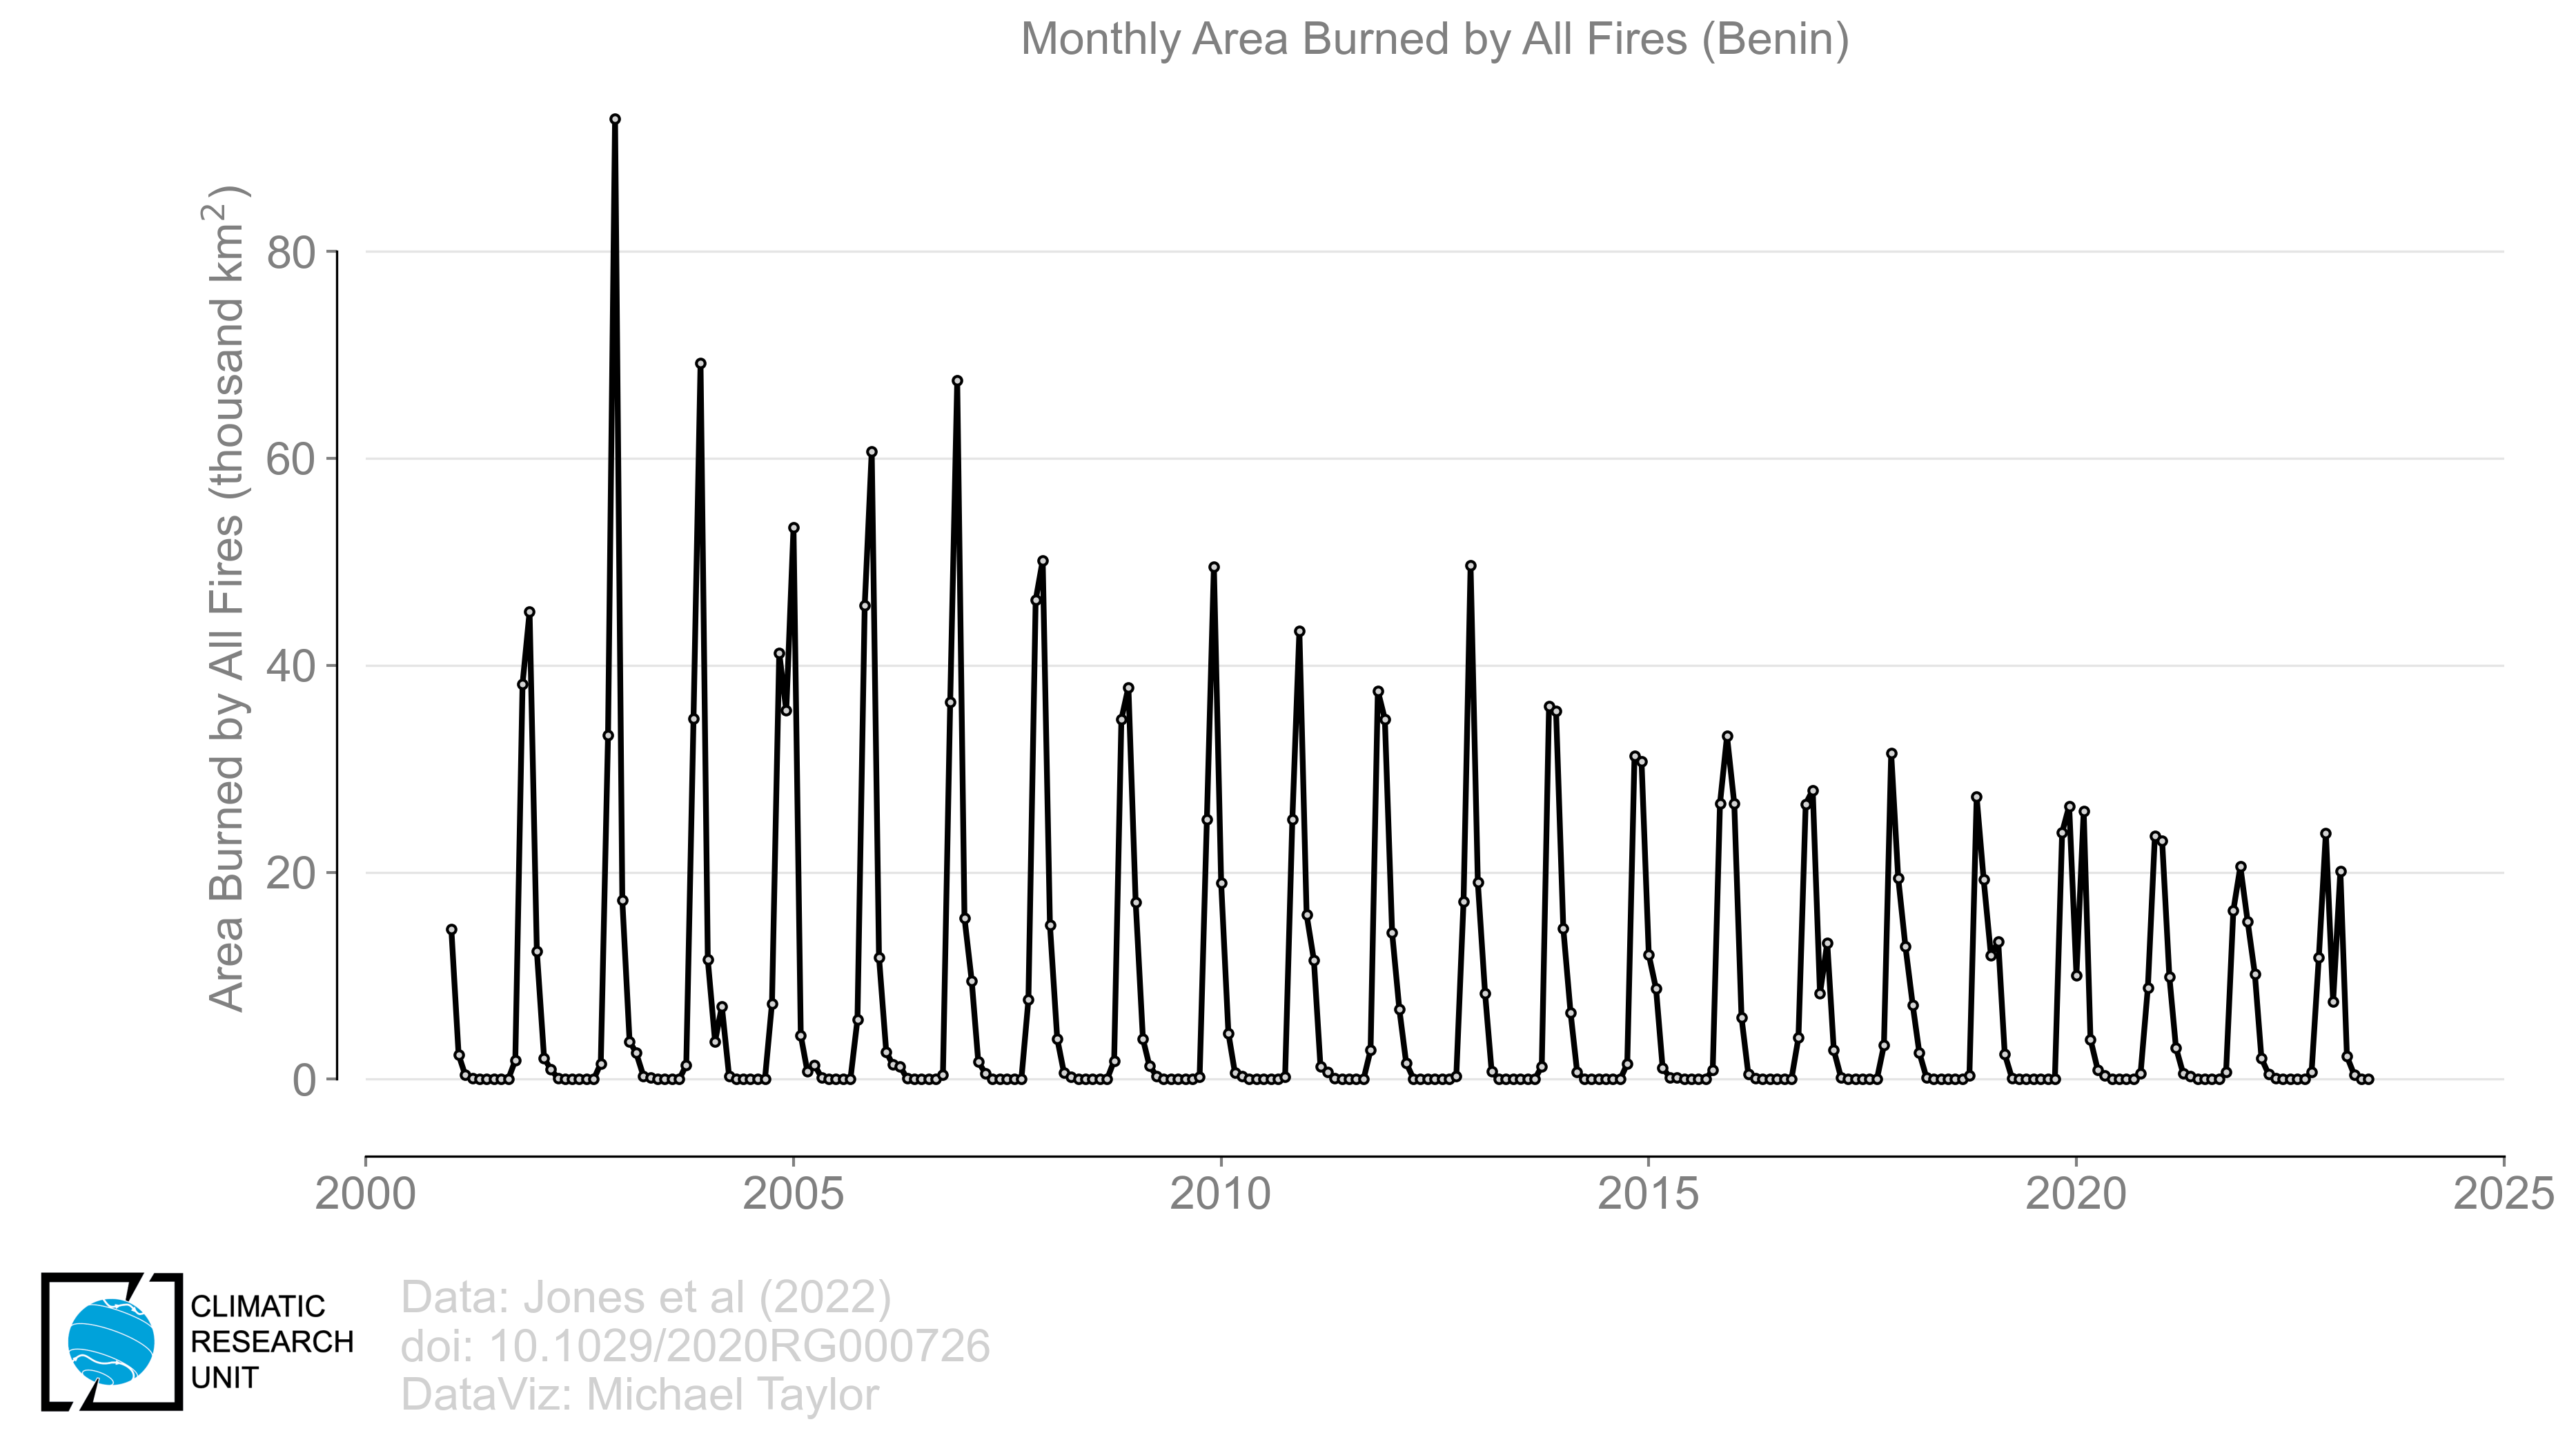 Monthly Area Burned by All Fires (Benin)
Area Burned by All Fires (thousand km²)
80
60
40
20
0
2000 2005 2010 2015 2020 2025
CLIMATIC
RESEARCH
UNIT
Data: Jones et al (2022)
doi: 10.1029/2020RG000726
DataViz: Michael Taylor